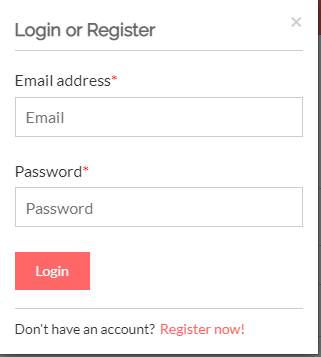 Login or Register ×
Email address*
Email
Password*
Password
Login
Don't have an account? Register now!